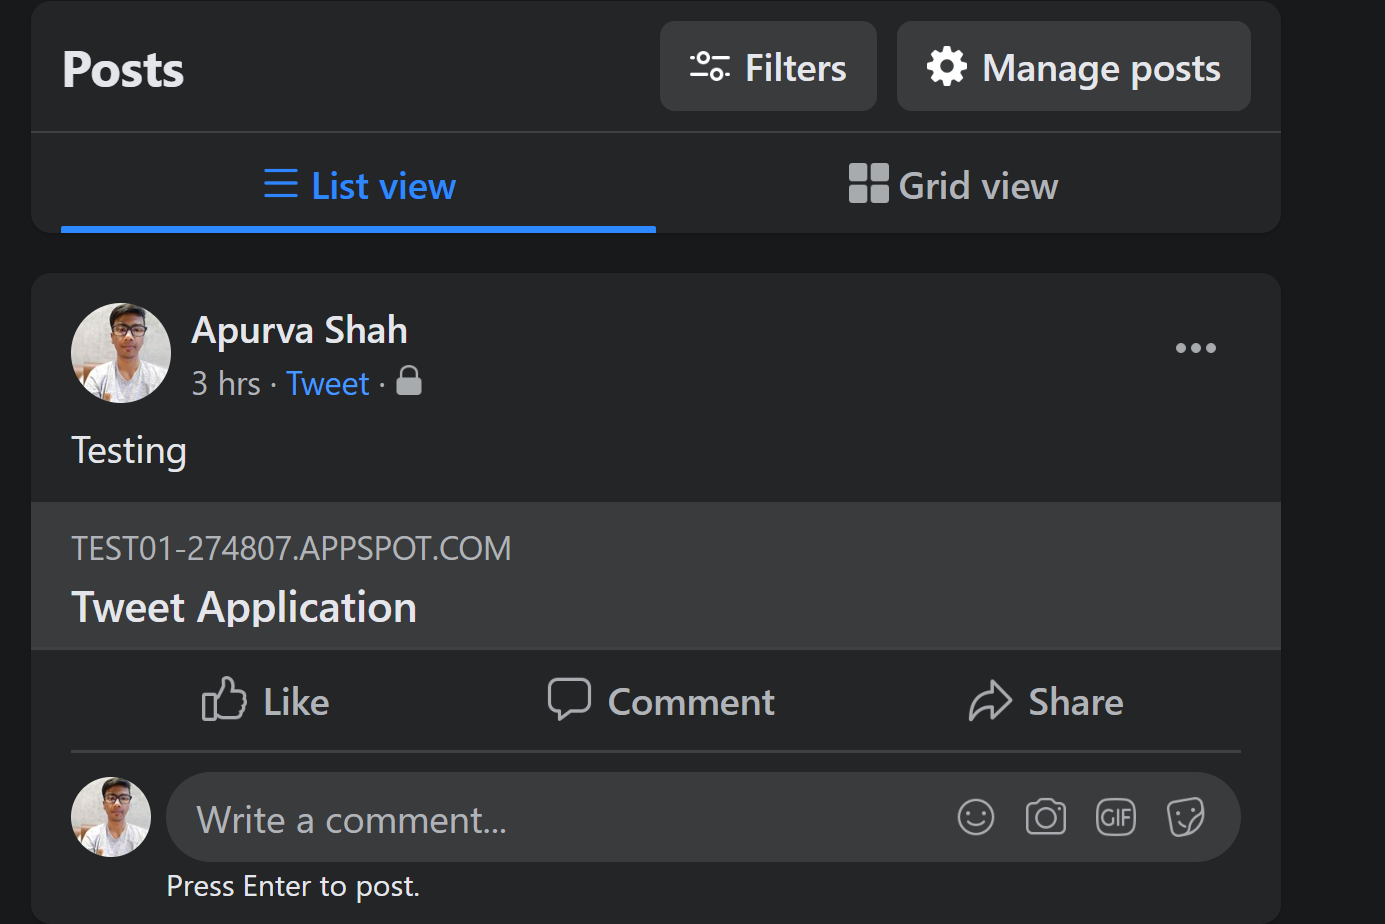 Posts
Filters
Manage posts
List view
Grid view
Apurva Shah
3 hrs · Tweet ·
Testing
TEST01-274807.APPSPOT.COM
Tweet Application
Like
Comment
Share
Write a comment...
GIF
Press Enter to post.